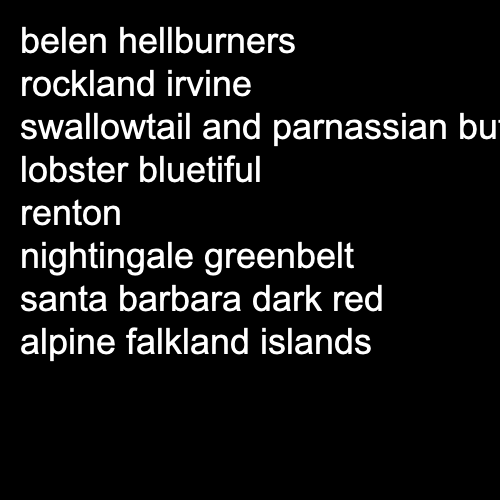 belen hellburners
rockland irvine
swallowtail and parnassian
lobster bluetiful
renton
nightingale greenbelt
santa barbara dark red
alpine falkland islands